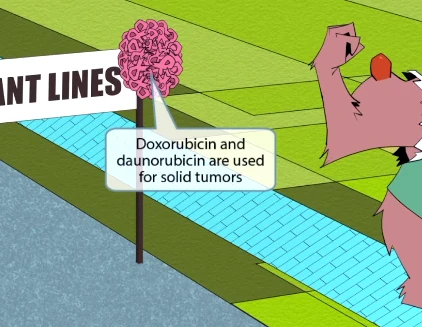 ANT LINES
Doxorubicin and
daunorubicin are used
for solid tumors